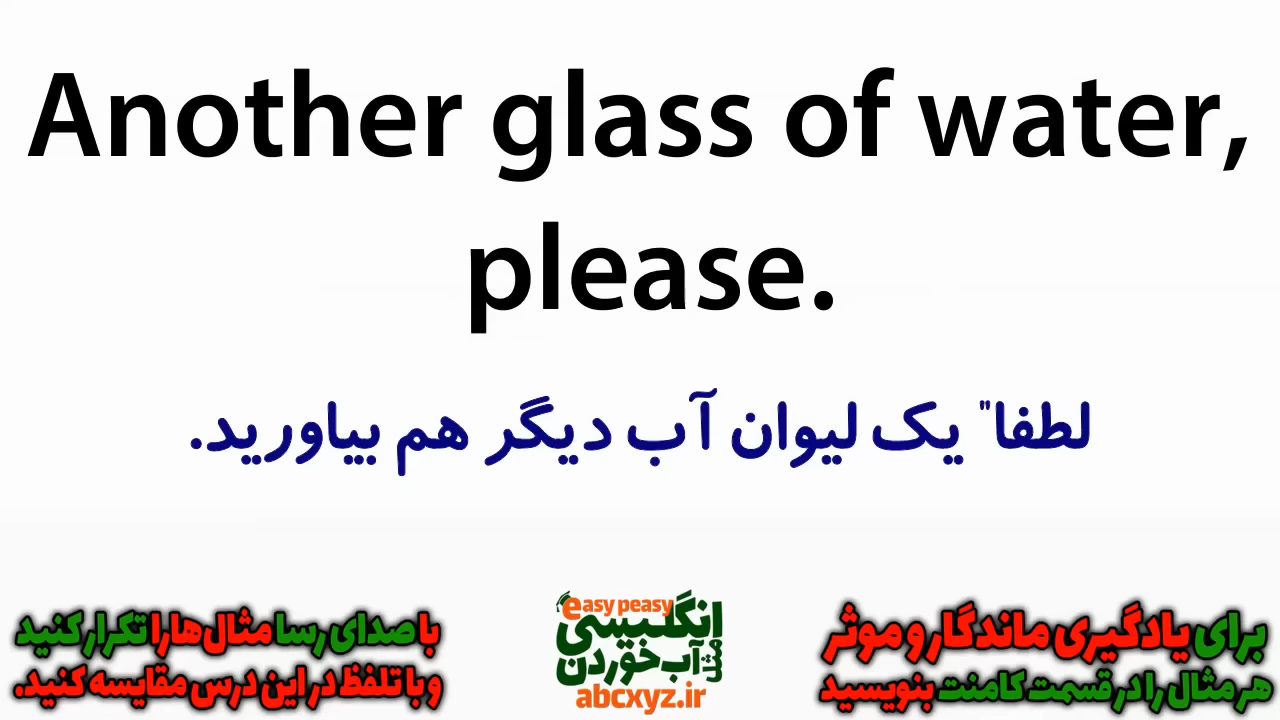 Another glass of water,
please.
لطفا" یک لیوان آب دیگر هم بیاورید.
برای یادگیری ماندگار و موثر
هر مثال را در قسمت کامنت بنویسید
easy peasy
انگلیسی
مثل آب خوردن
abcxyz.ir
با صدای رسا مثال‌ها را تکرار کنید
و با تلفظ در این درس مقایسه کنید.